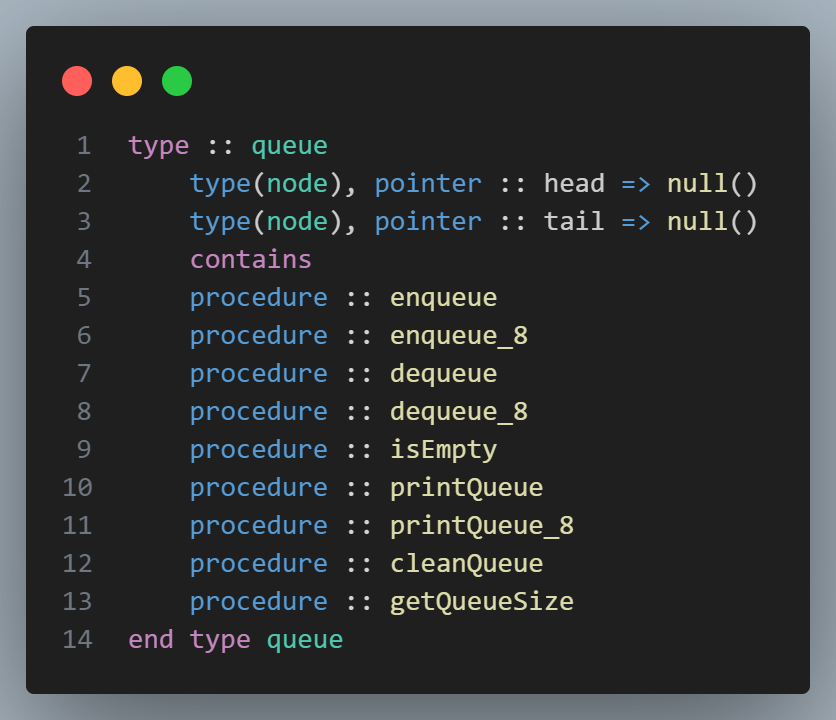 1 type :: queue
2     type(node), pointer :: head => null()
3     type(node), pointer :: tail => null()
4     contains
5     procedure :: enqueue
6     procedure :: enqueue_8
7     procedure :: dequeue
8     procedure :: dequeue_8
9     procedure :: isEmpty
10     procedure :: printQueue
11     procedure :: printQueue_8
12     procedure :: cleanQueue
13     procedure :: getQueueSize
14 end type queue